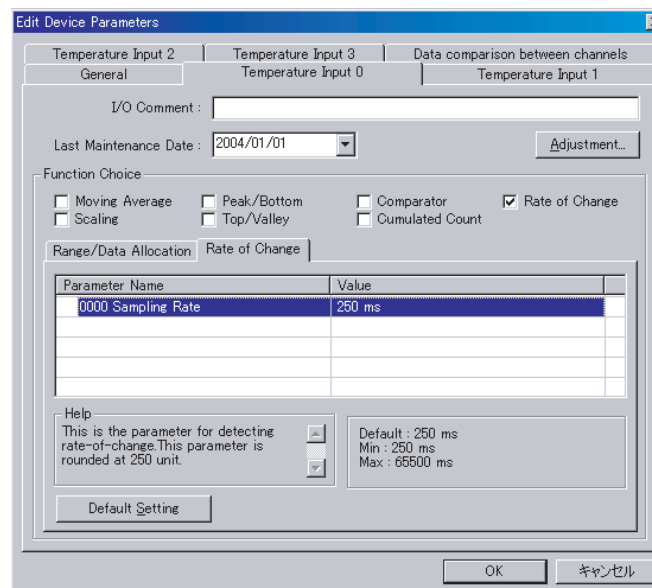 Edit Device Parameters
Temperature Input 2 Temperature Input 3 Data comparison between channels
General Temperature Input 0 Temperature Input 1
I/O Comment :
Last Maintenance Date : 2004/01/01 Adjustment...
Function Choice
Moving Average Peak/Bottom Comparator Rate of Change
Scaling Top/Valley Cumulated Count
Range/Data Allocation Rate of Change
Parameter Name Value
0000 Sampling Rate 250 ms
Help
This is the parameter for detecting
rate-of-change.This parameter is
rounded at 250 unit.
Default : 250 ms
Min : 250 ms
Max : 65500 ms
Default Setting
OK キャンセル